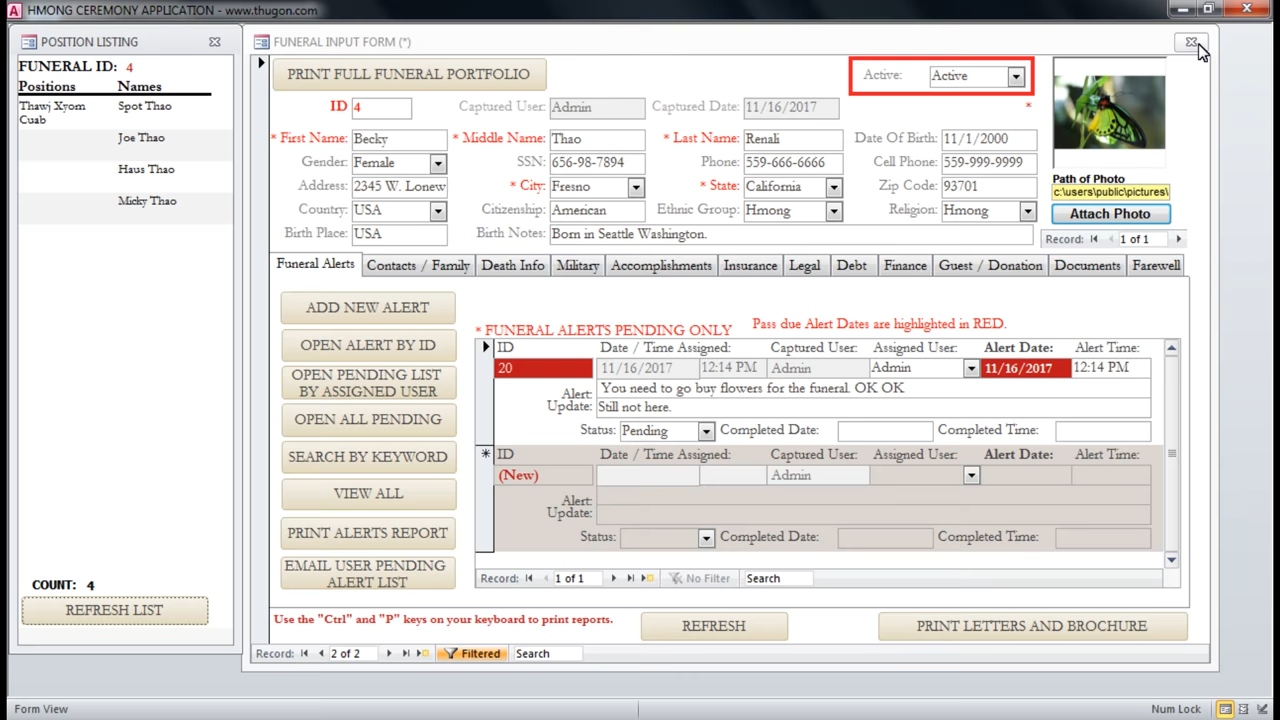 HMONG CEREMONY APPLICATION - www.thugon.com
POSITION LISTING
FUNERAL ID: 4
Positions Names
Thawj Xyom Cuab Spot Thao
Joe Thao
Haus Thao
Micky Thao
COUNT: 4
REFRESH LIST
FUNERAL INPUT FORM (*)
PRINT FULL FUNERAL PORTFOLIO
Active: Active
ID 4 Captured User: Admin Captured Date: 11/16/2017 *
* First Name: Becky * Middle Name: Thao * Last Name: Renali Date Of Birth: 11/1/2000
Gender: Female SSN: 656-98-7894 Phone: 559-666-6666 Cell Phone: 559-999-9999
Address: 2345 W. Lonew * City: Fresno * State: California Zip Code: 93701
Country: USA Citizenship: American Ethnic Group: Hmong Religion: Hmong
Birth Place: USA Birth Notes: Born in Seattle Washington.
Path of Photo
c:\users\public\pictures\
Attach Photo
Record: 1 of 1
Funeral Alerts Contacts / Family Death Info Military Accomplishments Insurance Legal Debt Finance Guest / Donation Documents Farewell
ADD NEW ALERT
OPEN ALERT BY ID
OPEN PENDING LIST
BY ASSIGNED USER
OPEN ALL PENDING
SEARCH BY KEYWORD
VIEW ALL
PRINT ALERTS REPORT
EMAIL USER PENDING
ALERT LIST
* FUNERAL ALERTS PENDING ONLY Pass due Alert Dates are highlighted in RED.
ID Date / Time Assigned: Captured User: Assigned User: Alert Date: Alert Time:
20 11/16/2017 12:14 PM Admin Admin 11/16/2017 12:14 PM
Alert: You need to go buy flowers for the funeral. OK OK
Update: Still not here.
Status: Pending Completed Date: Completed Time:
ID Date / Time Assigned: Captured User: Assigned User: Alert Date: Alert Time:
(New) Admin
Alert:
Update:
Status: Completed Date: Completed Time:
Record: 1 of 1 No Filter Search
Use the "Ctrl" and "P" keys on your keyboard to print reports.
REFRESH
PRINT LETTERS AND BROCHURE
Record: 2 of 2 Filtered Search
Form View Num Lock